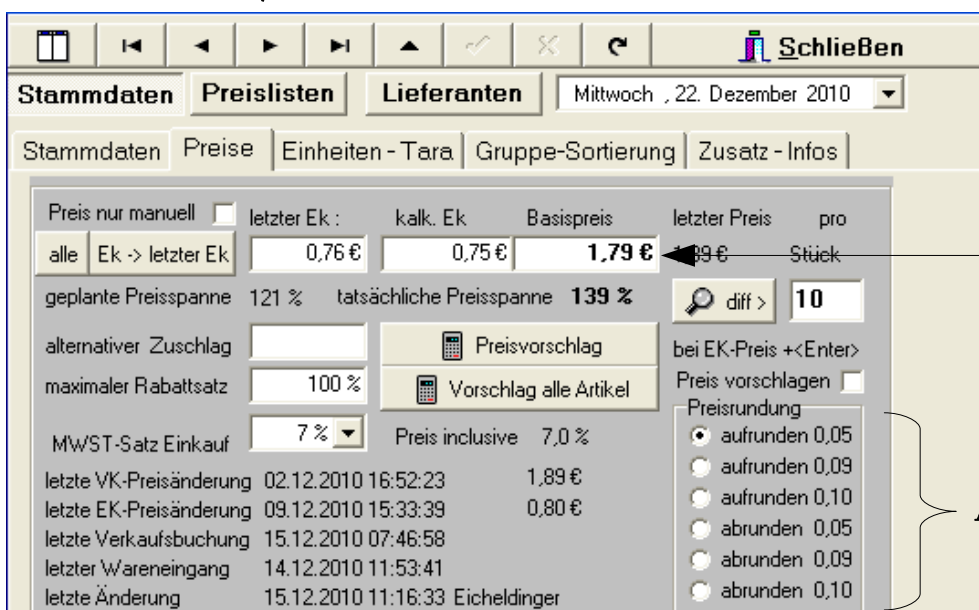 Schließen
Stammdaten Preislisten Lieferanten Mittwoch , 22. Dezember 2010
Stammdaten Preise Einheiten - Tara Gruppe-Sortierung Zusatz - Infos
Preis nur manuell letzter Ek : kalk. Ek Basispreis letzter Preis pro
alle Ek -> letzter Ek 0,76 € 0,75 € 1,79 € Stück
geplante Preisspanne 121 % tatsächliche Preisspanne 139 % diff > 10
alternativer Zuschlag Preisvorschlag bei EK-Preis +<Enter>
maximaler Rabattsatz 100 % Vorschlag alle Artikel Preis vorschlagen
Preisrundung
MWST-Satz Einkauf 7 % Preis inclusive 7,0 % aufrunden 0,05
letzte VK-Preisänderung 02.12.2010 16:52:23 1,89 € aufrunden 0,09
letzte EK-Preisänderung 09.12.2010 15:33:39 0,80 € aufrunden 0,10
letzte Verkaufsbuchung 15.12.2010 07:46:58 abrunden 0,05
letzter Wareneingang 14.12.2010 11:53:41 abrunden 0,09
letzte Änderung 15.12.2010 11:16:33 Eicheldinger abrunden 0,10